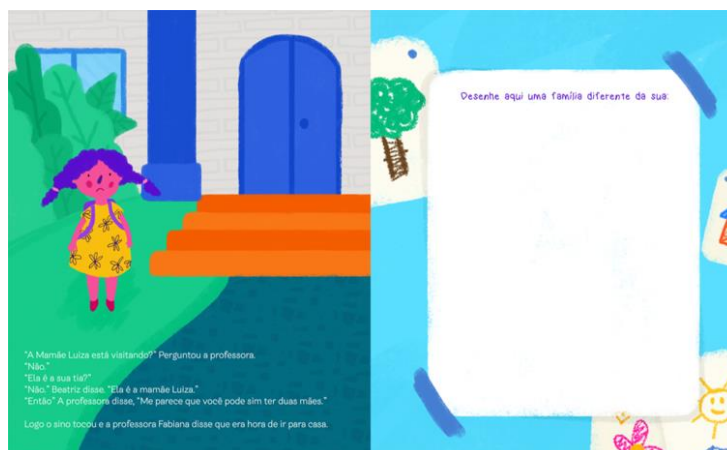 "A Mamãe Luiza está visitando?" Perguntou a professora.
"Não."
"Ela é a sua tia?"
"Não." Beatriz disse. "Ela é a mamãe Luiza."
"Então" A professora disse, "Me parece que você pode sim ter duas mães."
Logo o sino tocou e a professora Fabiana disse que era hora de ir para casa.
Desenhe aqui uma família diferente da sua: